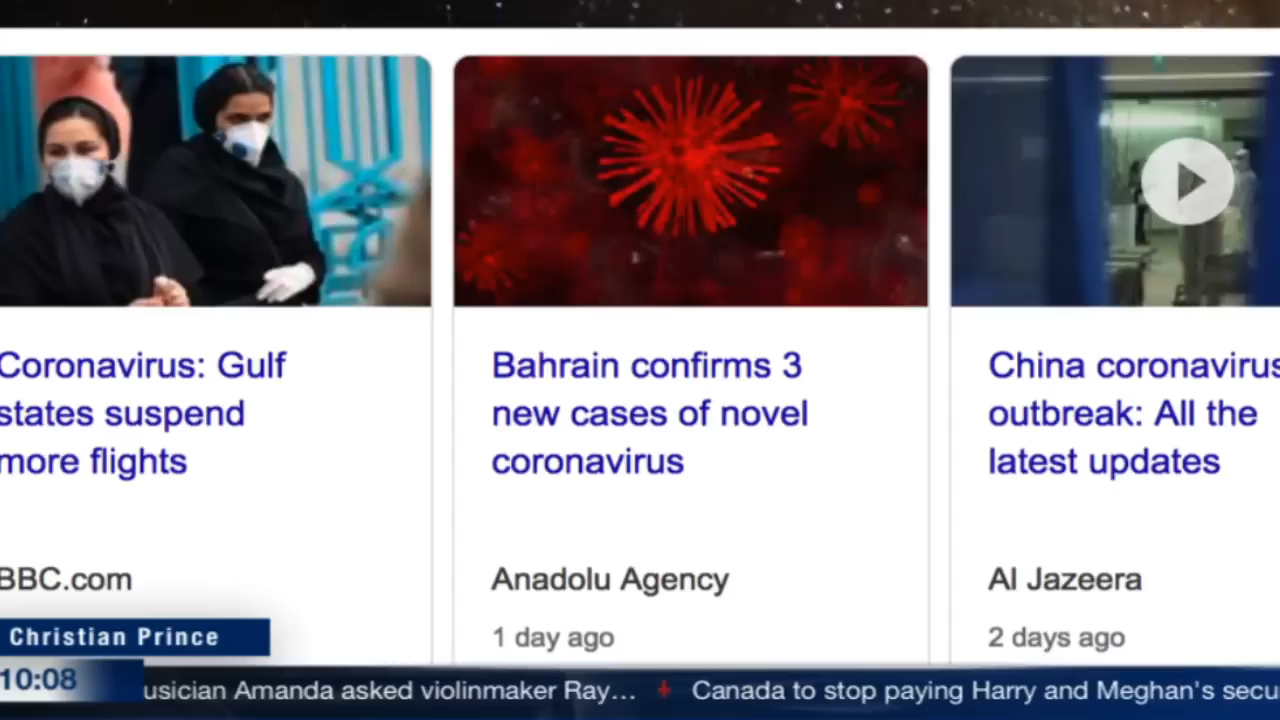 Coronavirus: Gulf
states suspend
more flights
BBC.com
Bahrain confirms 3
new cases of novel
coronavirus
Anadolu Agency
1 day ago
China coronavirus
outbreak: All the
latest updates
Al Jazeera
2 days ago
Christian Prince
10:08
usician Amanda asked violinmaker Ray... Canada to stop paying Harry and Meghan's secu